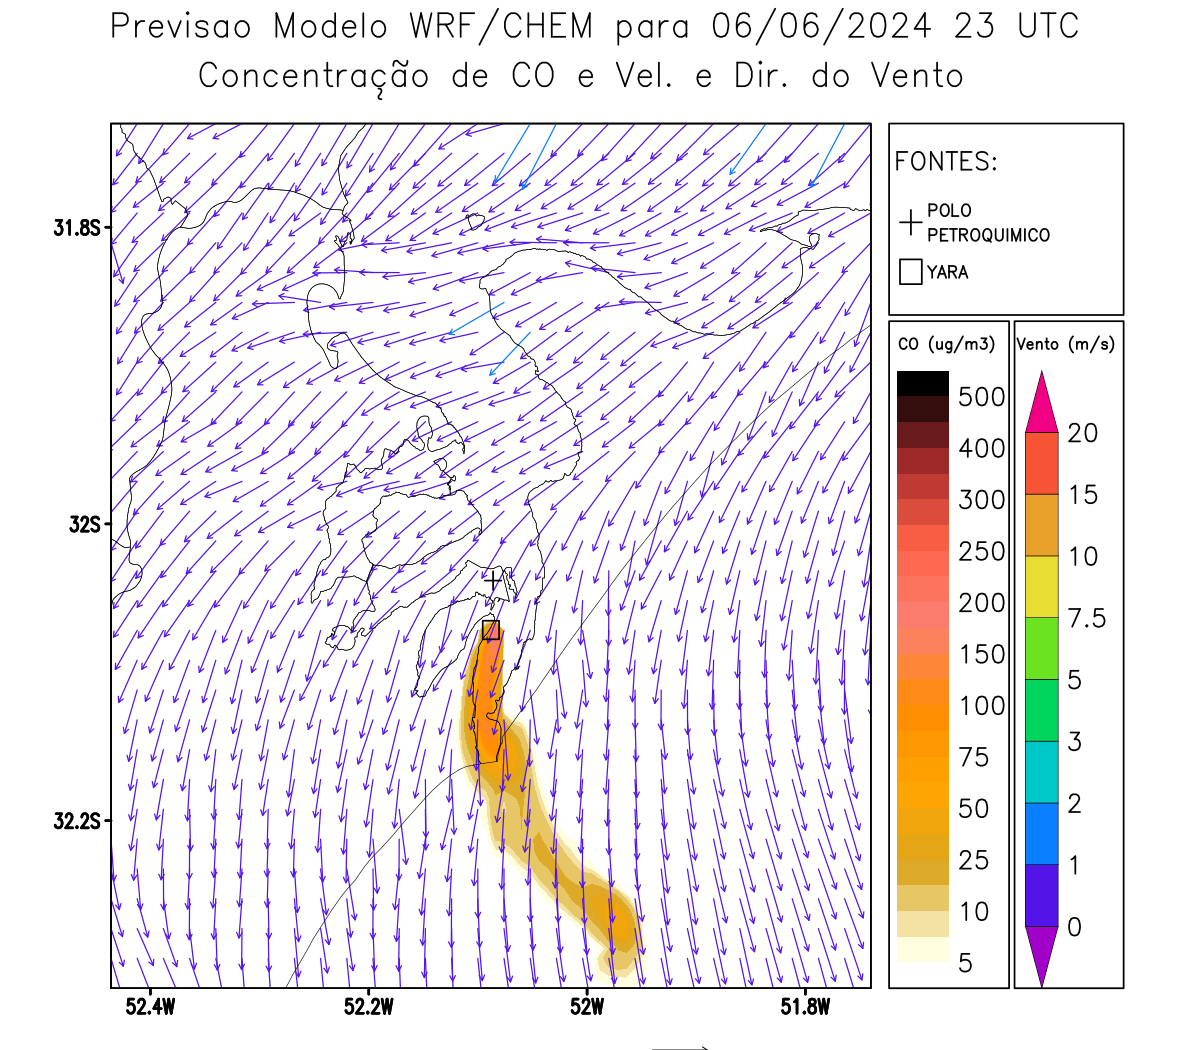 Previsao Modelo WRF/CHEM para 06/06/2024 23 UTC
Concentração de CO e Vel. e Dir. do Vento
FONTES:
POLO
PETROQUIMICO
YARA
CO (ug/m3)
500
400
300
250
200
150
100
75
50
25
10
5
Vento (m/s)
20
15
10
7.5
5
3
2
1
0
31.8S
32S
32.2S
52.4W
52.2W
52W
51.8W